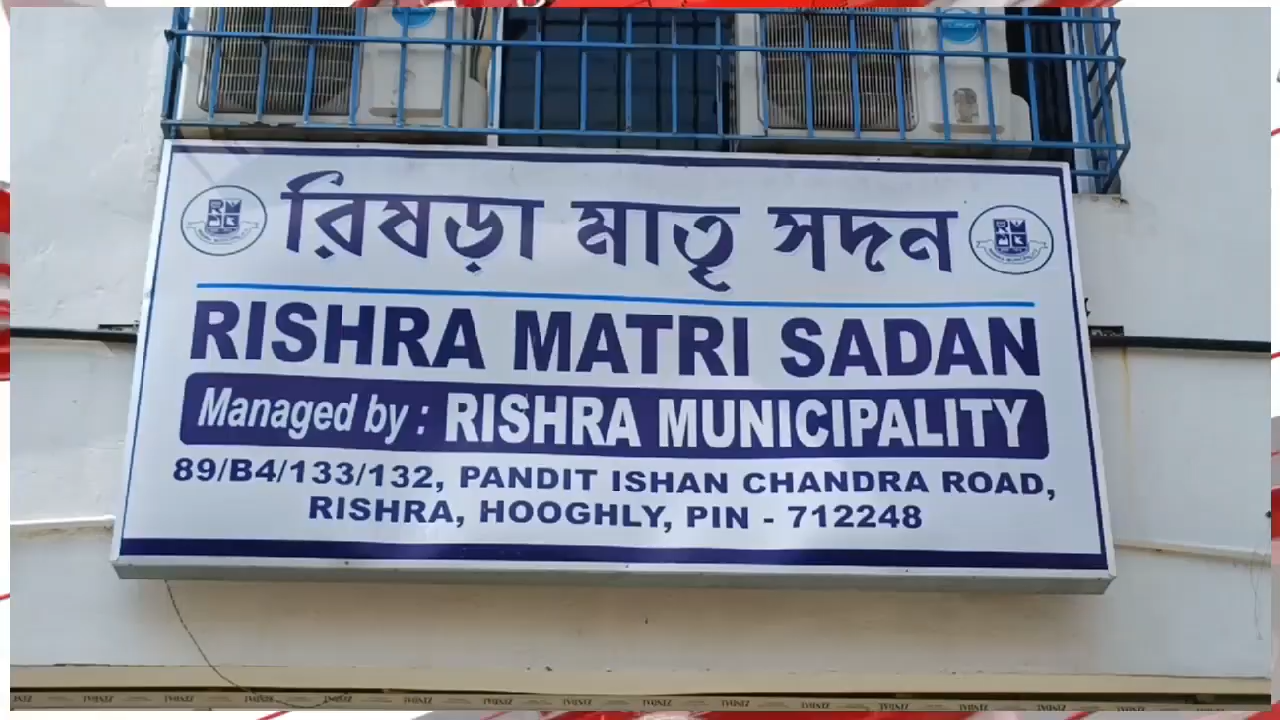 রিষড়া মাতৃ সদন
RISHRA MATRI SADAN
Managed by : RISHRA MUNICIPALITY
89/B4/133/132, PANDIT ISHAN CHANDRA ROAD,
RISHRA, HOOGHLY, PIN - 712248